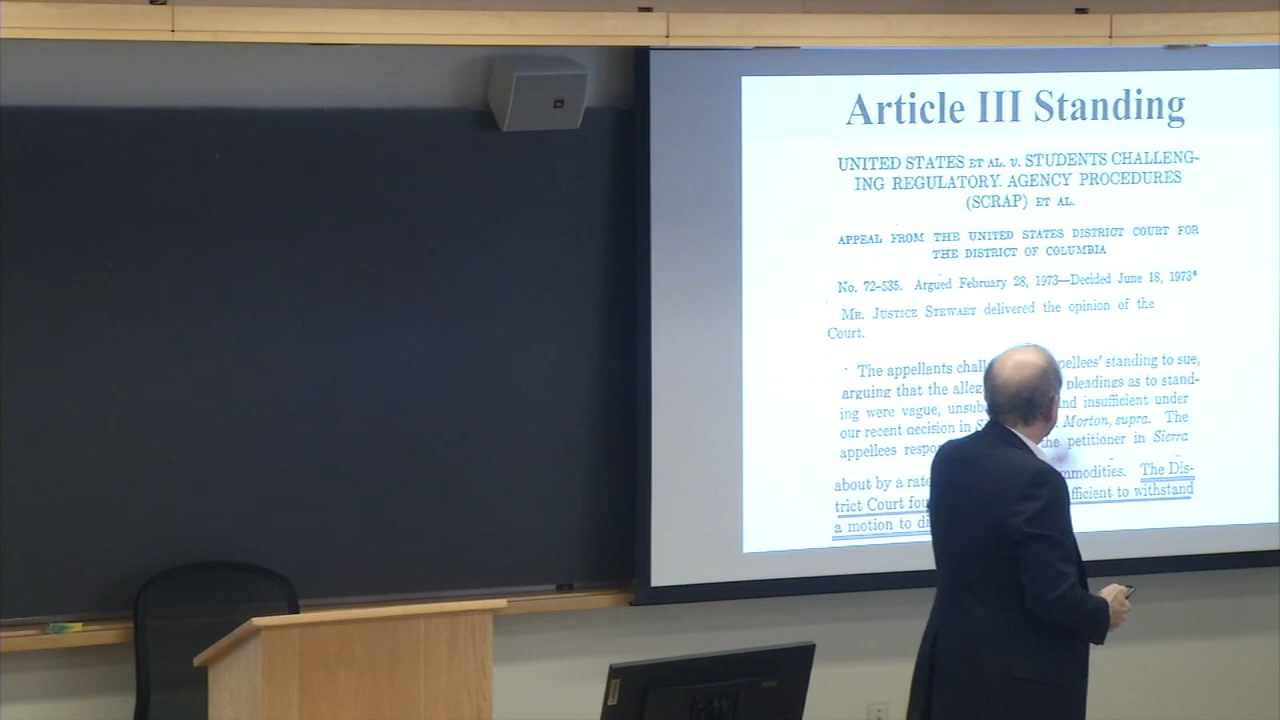 Article III Standing
UNITED STATES ET AL. v. STUDENTS CHALLENG-
ING REGULATORY. AGENCY PROCEDURES
(SCRAP) ET AL.
APPEAL FROM THE UNITED STATES DISTRICT COURT FOR
THE DISTRICT OF COLUMBIA
No. 72-535. Argued February 28, 1973—Decided June 18, 1973*
MR. JUSTICE STEWART delivered the opinion of the
Court.
The appellants chall pellees' standing to sue,
arguing that the alleg pleadings as to stand-
ing were vague, unsub nd insufficient under
our recent decision in S . Morton, supra. The
appellees respo the petitioner in Sierra
about by a rate mmodities. The Dis-
trict Court fou fficient to withstand
a motion to di